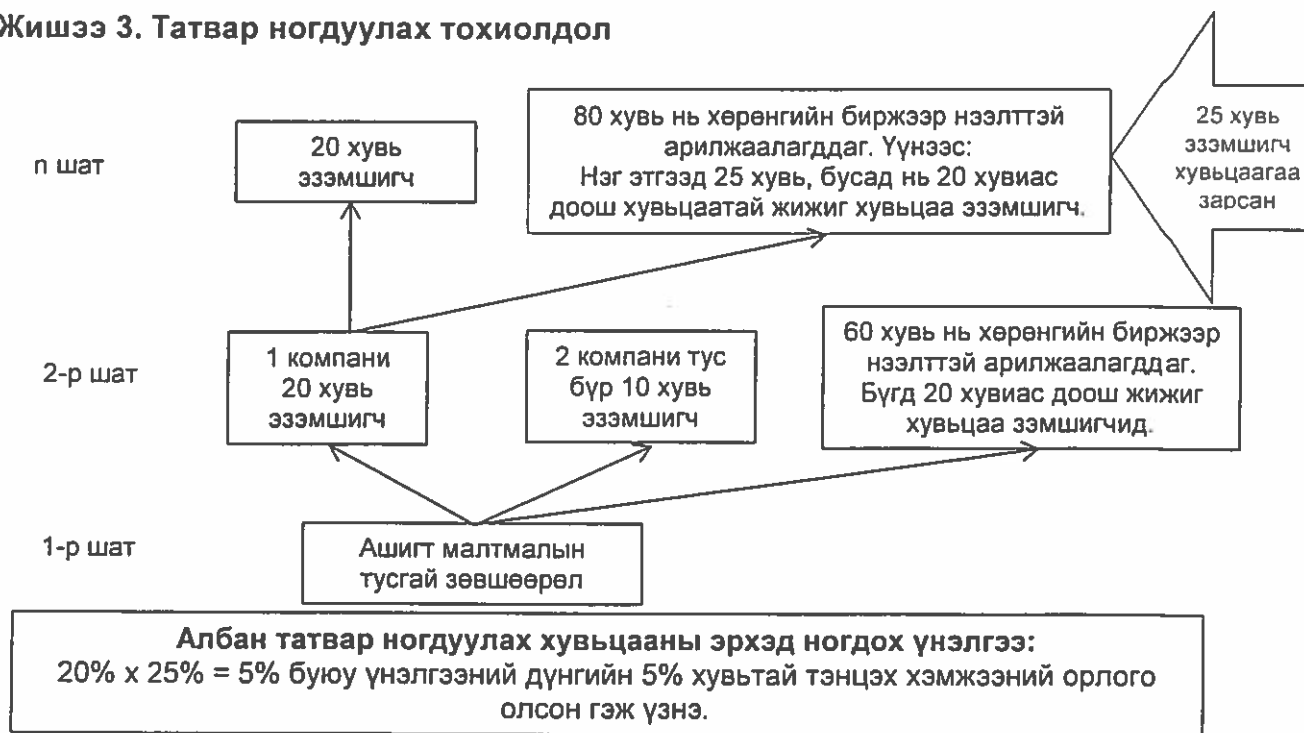 Жишээ 3. Татвар ногдуулах тохиолдол
n шат
20 хувь
эзэмшигч
80 хувь нь хөрөнгийн биржээр нээлттэй
арилжаалагддаг. Үүнээс:
Нэг этгээд 25 хувь, бусад нь 20 хувиас
доош хувьцаатай жижиг хувьцаа эзэмшигч.
25 хувь
эзэмшигч
хувьцаагаа
зарсан
2-р шат
1 компани
20 хувь
эзэмшигч
2 компани тус
бүр 10 хувь
эзэмшигч
60 хувь нь хөрөнгийн биржээр
нээлттэй арилжаалагддаг.
Бүгд 20 хувиас доош жижиг
хувьцаа зэмшигчид.
1-р шат
Ашигт малтмалын
тусгай зөвшөөрөл
Албан татвар ногдуулах хувьцааны эрхэд ногдох үнэлгээ:
20% x 25% = 5% буюу үнэлгээний дүнгийн 5% хувьтай тэнцэх хэмжээний орлого
олсон гэж үзнэ.